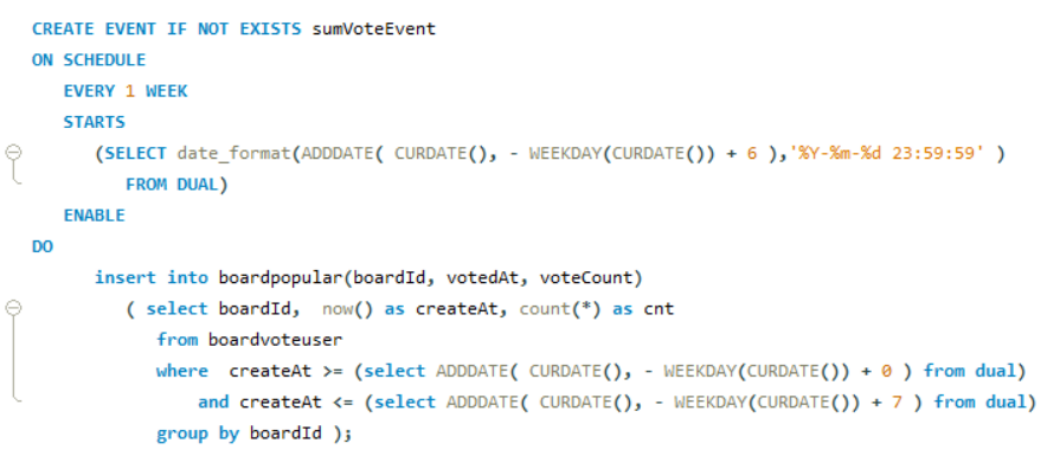 CREATE EVENT IF NOT EXISTS sumVoteEvent
ON SCHEDULE
EVERY 1 WEEK
STARTS
(SELECT date_format(ADDDATE( CURDATE(), - WEEKDAY(CURDATE()) + 6 ),'%Y-%m-%d 23:59:59' )
FROM DUAL)
ENABLE
DO
insert into boardpopular(boardId, votedAt, voteCount)
( select boardId,  now() as createAt, count(*) as cnt
from boardvoteuser
where  createAt >= (select ADDDATE( CURDATE(), - WEEKDAY(CURDATE()) + 0 ) from dual)
and createAt <= (select ADDDATE( CURDATE(), - WEEKDAY(CURDATE()) + 7 ) from dual)
group by boardId );